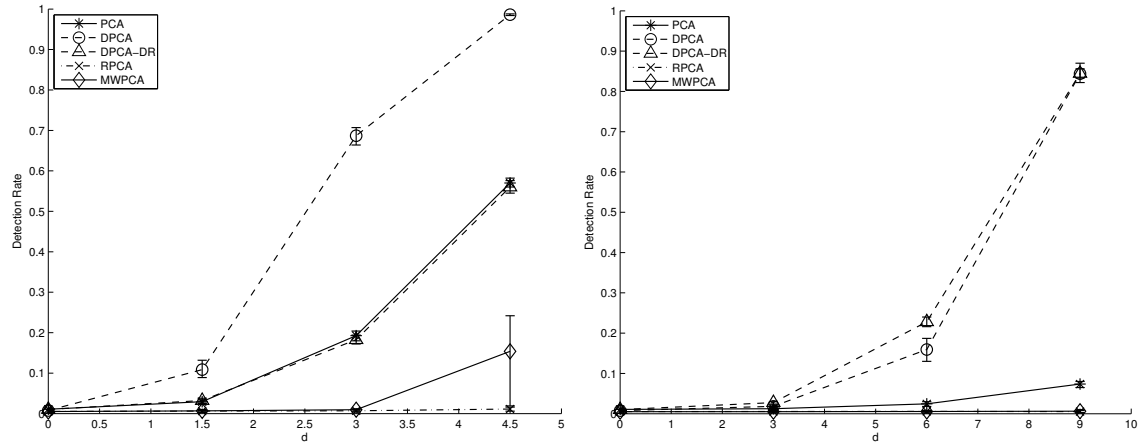 PCA
DPCA
DPCA−DR
RPCA
MWPCA
1
0.9
0.8
0.7
0.6
0.5
0.4
0.3
0.2
0.1
0
Detection Rate
0 0.5 1 1.5 2 2.5 3 3.5 4 4.5 5
d
PCA
DPCA
DPCA−DR
RPCA
MWPCA
1
0.9
0.8
0.7
0.6
0.5
0.4
0.3
0.2
0.1
0
Detection Rate
0 1 2 3 4 5 6 7 8 9 10
d